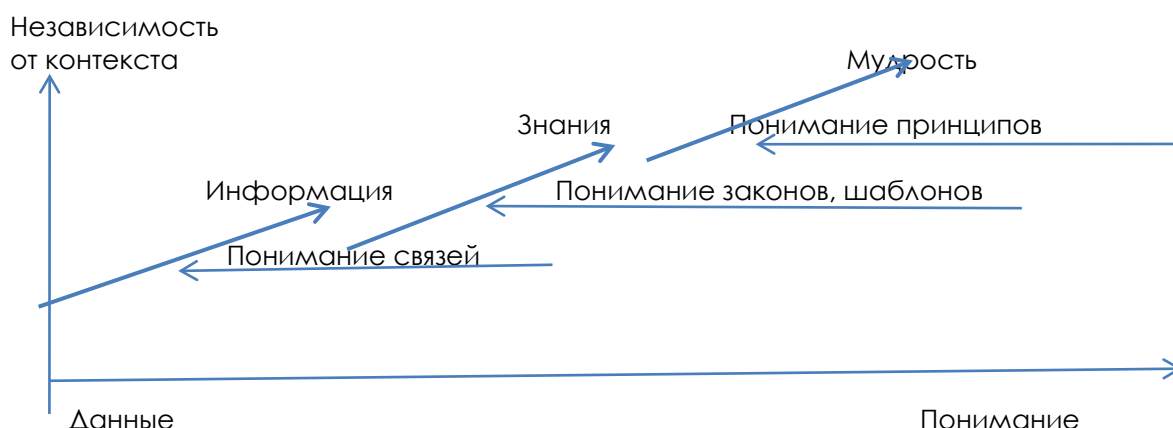 Независимость
от контекста
Мудрость
Знания
Понимание принципов
Информация
Понимание законов, шаблонов
Понимание связей
Данные
Понимание